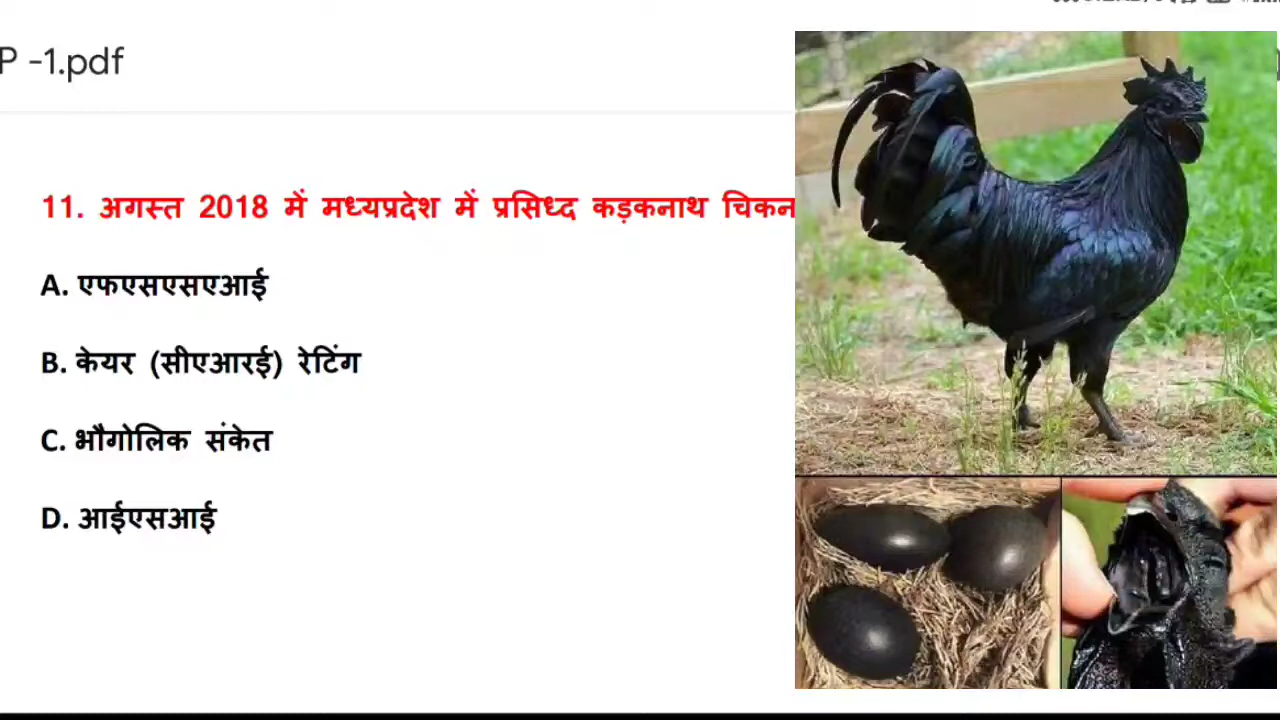 P -1.pdf
11. अगस्त 2018 में मध्यप्रदेश में प्रसिध्द कड़कनाथ चिकन
A. एफएसएसएआई
B. केयर (सीएआरई) रेटिंग
C. भौगोलिक संकेत
D. आईएसआई